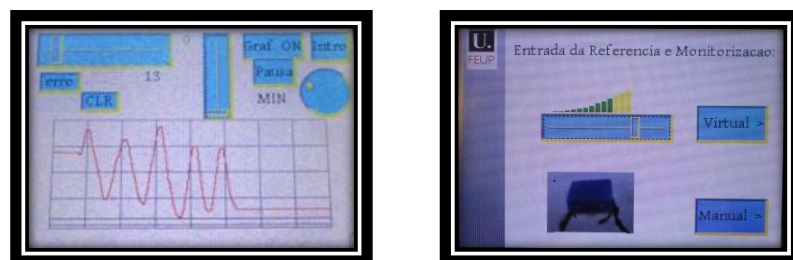 0
Graf. ON
Intro
erro
13
Pausa
CLR
MIN
U.
FEUP
Entrada da Referencia e Monitorizacao:
Virtual >
Manual >